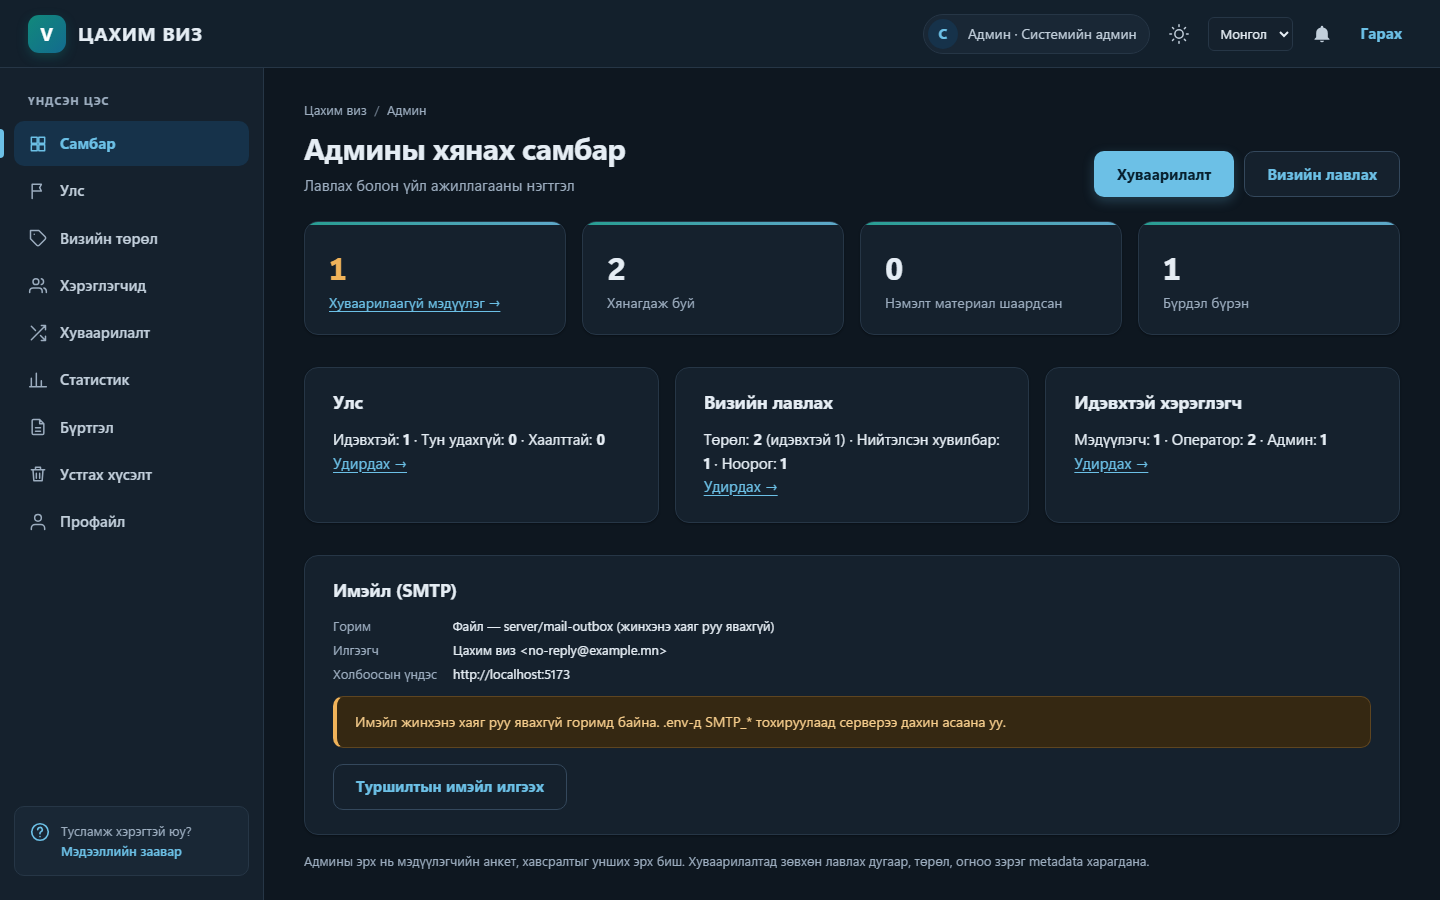 V ЦАХИМ ВИЗ
С Админ · Системийн админ
Монгол
Гарах
ҮНДСЭН ЦЭС
Самбар
Улс
Визийн төрөл
Хэрэглэгчид
Хуваарилалт
Статистик
Бүртгэл
Устгах хүсэлт
Профайл
Тусламж хэрэгтэй юу?
Мэдээллийн заавар
Цахим виз / Админ
Админы хянах самбар
Лавлах болон үйл ажиллагааны нэгтгэл
Хуваарилалт
Визийн лавлах
1
Хуваарилаагүй мэдүүлэг →
2
Хянагдаж буй
0
Нэмэлт материал шаардсан
1
Бүрдэл бүрэн
Улс
Идэвхтэй: 1 · Тун удахгүй: 0 · Хаалттай: 0
Удирдах →
Визийн лавлах
Төрөл: 2 (идэвхтэй 1) · Нийтэлсэн хувилбар:
1 · Ноорог: 1
Удирдах →
Идэвхтэй хэрэглэгч
Мэдүүлэгч: 1 · Оператор: 2 · Админ: 1
Удирдах →
Имэйл (SMTP)
Горим Файл — server/mail-outbox (жинхэнэ хаяг руу явахгүй)
Илгээгч Цахим виз <no-reply@example.mn>
Холбоосын үндэс http://localhost:5173
Имэйл жинхэнэ хаяг руу явахгүй горимд байна. .env-д SMTP_* тохируулаад серверээ дахин асаана уу.
Туршилтын имэйл илгээх
Админы эрх нь мэдүүлэгчийн анкет, хавсралтыг унших эрх биш. Хуваарилалтад зөвхөн лавлах дугаар, төрөл, огноо зэрэг metadata харагдана.